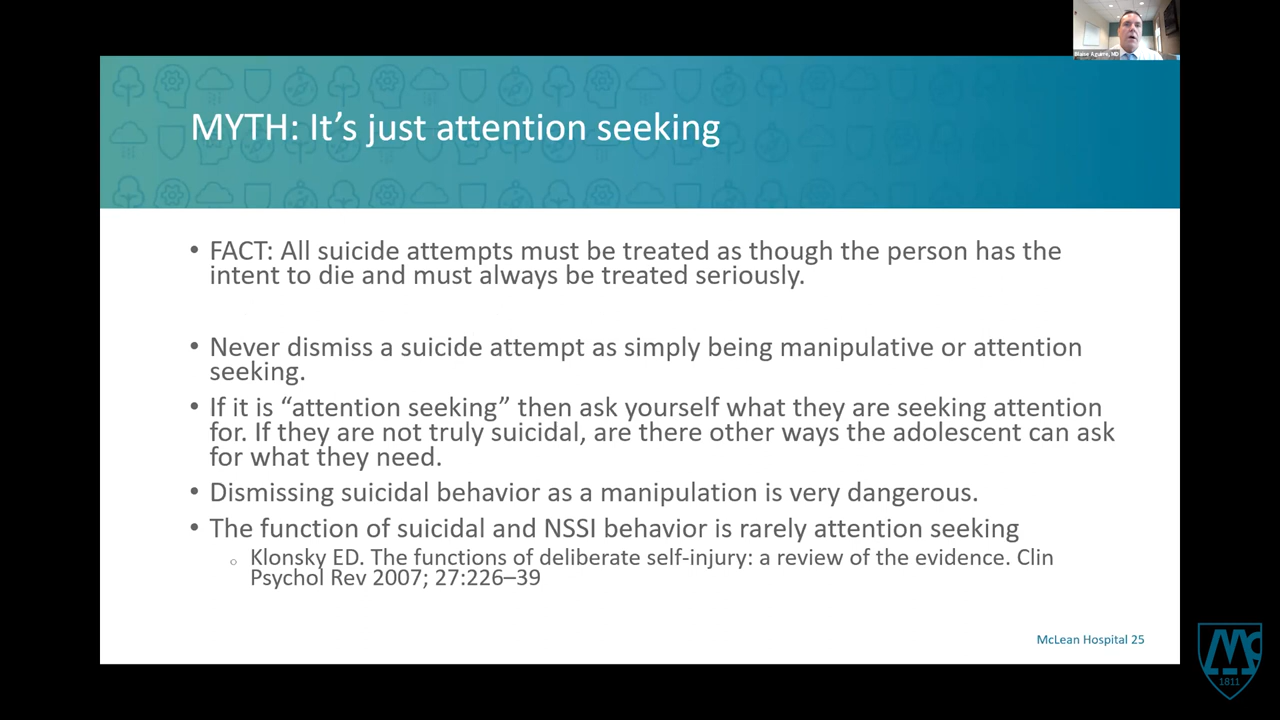 Blaise Aguirre, MD
MYTH: It's just attention seeking
• FACT: All suicide attempts must be treated as though the person has the
intent to die and must always be treated seriously.
• Never dismiss a suicide attempt as simply being manipulative or attention
seeking.
• If it is “attention seeking” then ask yourself what they are seeking attention
for. If they are not truly suicidal, are there other ways the adolescent can ask
for what they need.
• Dismissing suicidal behavior as a manipulation is very dangerous.
• The function of suicidal and NSSI behavior is rarely attention seeking
○ Klonsky ED. The functions of deliberate self-injury: a review of the evidence. Clin
Psychol Rev 2007; 27:226–39
McLean Hospital 25
Mc
1811